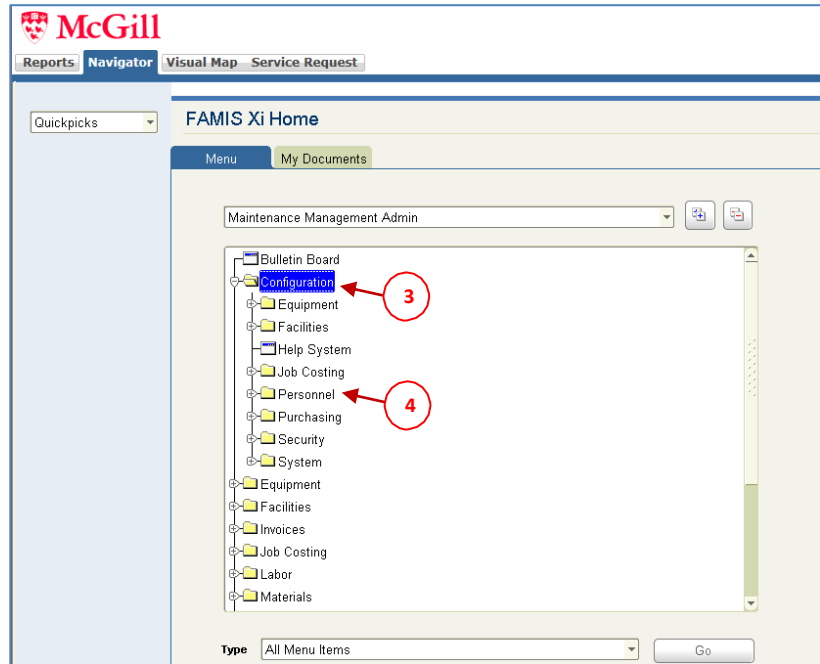 McGill
Reports Navigator Visual Map Service Request
Quickpicks
FAMIS Xi Home
Menu My Documents
Maintenance Management Admin
Bulletin Board
Configuration
3
Equipment
Facilities
Help System
Job Costing
Personnel
4
Purchasing
Security
System
Equipment
Facilities
Invoices
Job Costing
Labor
Materials
Type All Menu Items Go